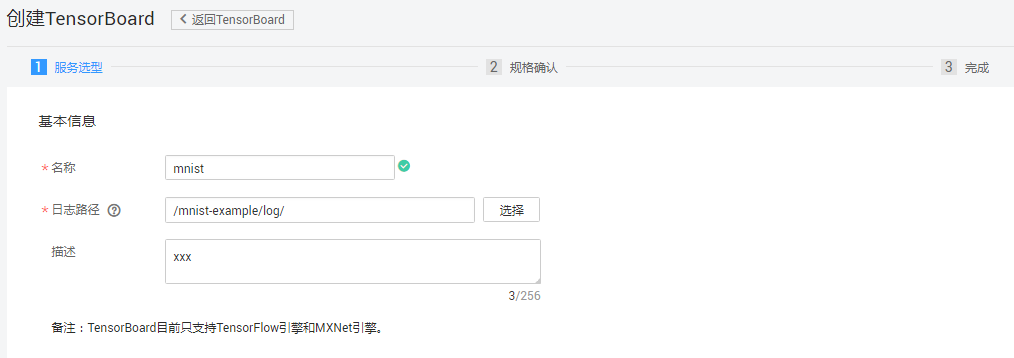 创建TensorBoard 返回TensorBoard
1 服务选型 2 规格确认 3 完成
基本信息
* 名称 mnist
* 日志路径 ? /mnist-example/log/ 选择
描述 xxx
3/256
备注：TensorBoard目前只支持TensorFlow引擎和MXNet引擎。